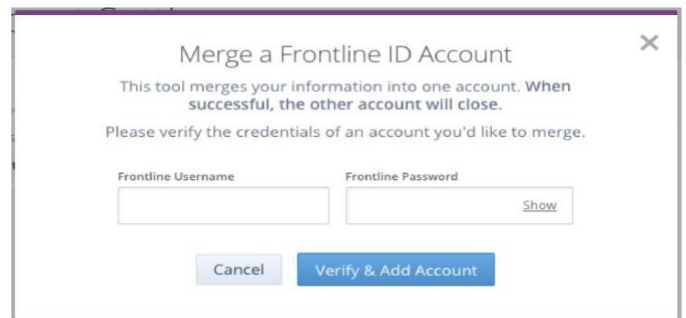 Merge a Frontline ID Account
This tool merges your information into one account. When
successful, the other account will close.
Please verify the credentials of an account you'd like to merge.
Frontline Username Frontline Password
Show
Cancel Verify & Add Account